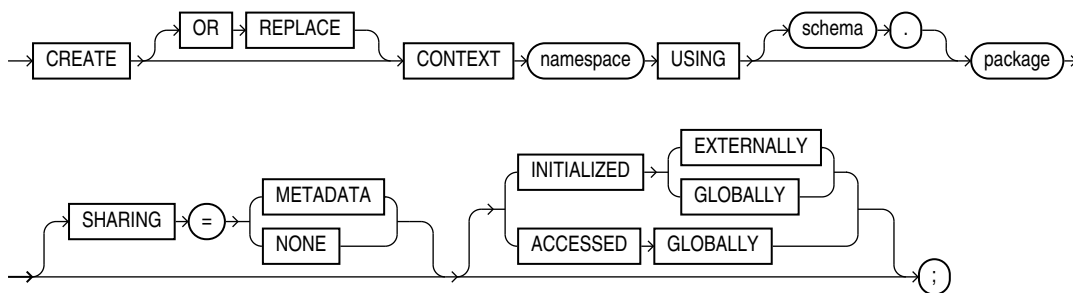 OR REPLACE schema .
CREATE CONTEXT namespace USING package
EXTERNALLY
METADATA INITIALIZED
SHARING = GLOBALLY
NONE ACCESSED GLOBALLY
;